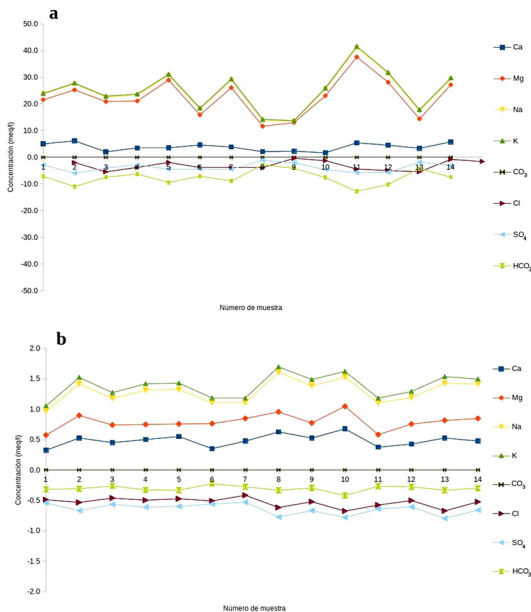 a
50.0
40.0
30.0
20.0
10.0
0.0
-10.0
-20.0
-30.0
-40.0
-50.0
Concentración (meq/l)
2 3 4 5 6 7 8 9 10 11 12 13 14
Número de muestra
Ca
Mg
Na
K
CO3
Cl
SO4
HCO3
b
2.0
1.5
1.0
0.5
0.0
-0.5
-1.0
-1.5
-2.0
Concentración (meq/l)
1 2 3 4 5 6 7 8 9 10 11 12 13 14
Número de muestra
Ca
Mg
Na
K
CO3
Cl
SO4
HCO3